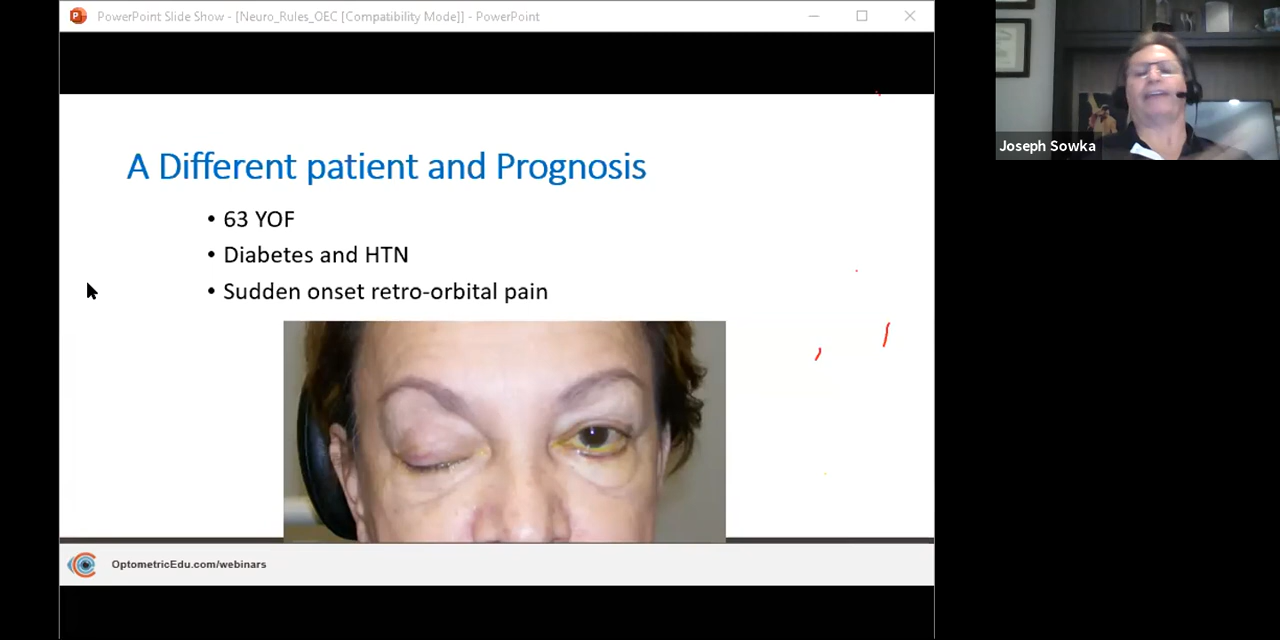 PowerPoint Slide Show - [Neuro_Rules_OEC [Compatibility Mode]] - PowerPoint
A Different patient and Prognosis
• 63 YOF
• Diabetes and HTN
• Sudden onset retro-orbital pain
OptometricEdu.com/webinars
Joseph Sowka